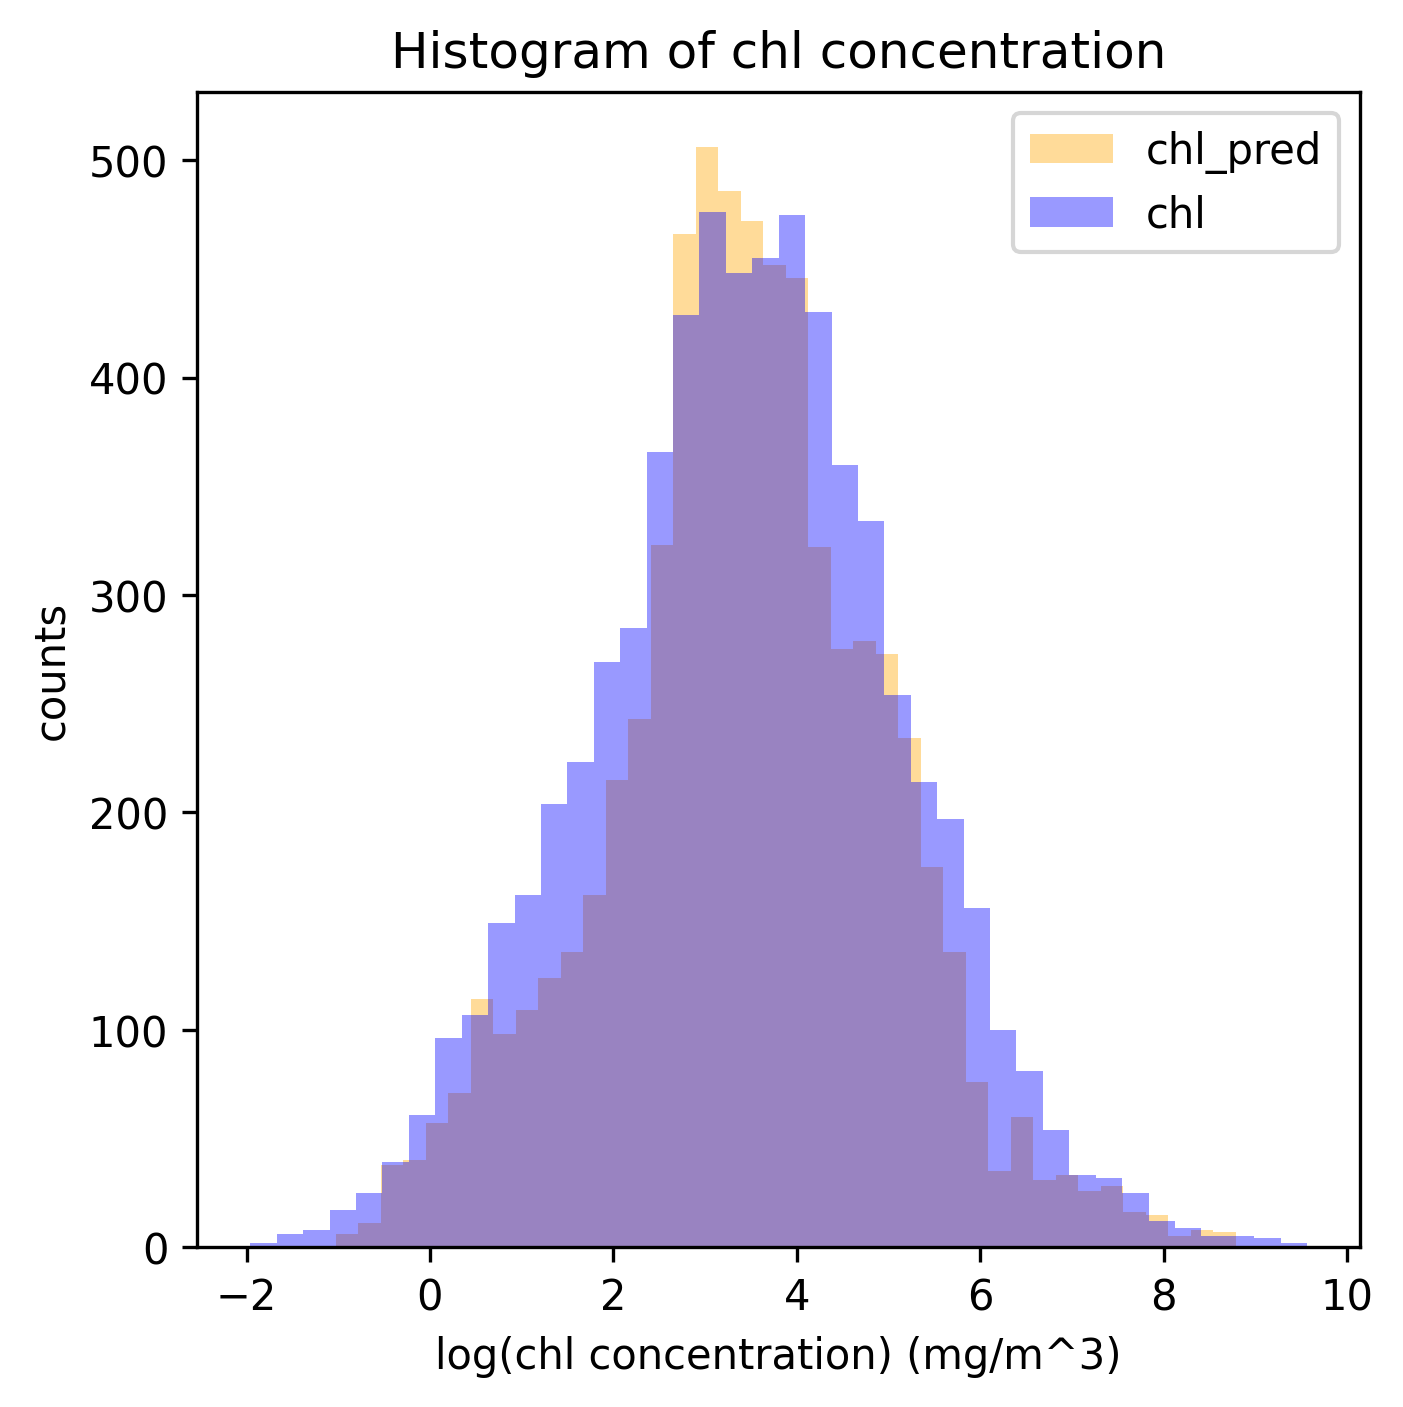 Histogram of chl concentration
chl_pred
chl
500
400
300
200
100
0
counts
−2 0 2 4 6 8 10
log(chl concentration) (mg/m^3)